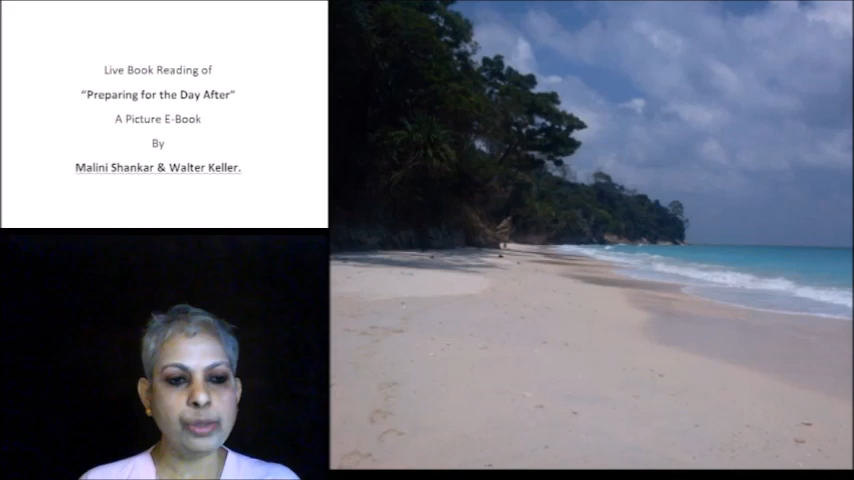 Live Book Reading of
“Preparing for the Day After”
A Picture E-Book
By
Malini Shankar & Walter Keller.